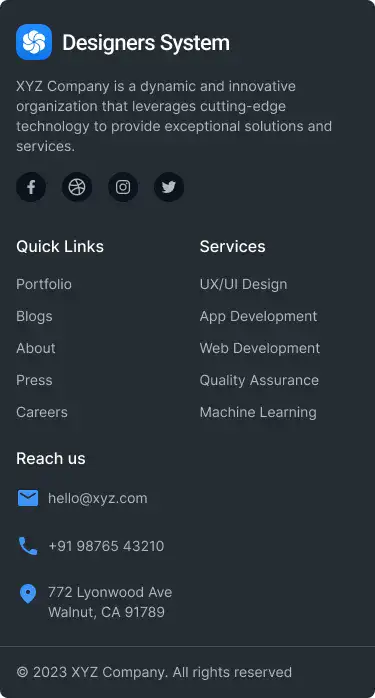 Designers System
XYZ Company is a dynamic and innovative
organization that leverages cutting-edge
technology to provide exceptional solutions and
services.
Quick Links
Portfolio
Blogs
About
Press
Careers
Services
UX/UI Design
App Development
Web Development
Quality Assurance
Machine Learning
Reach us
hello@xyz.com
+91 98765 43210
772 Lyonwood Ave
Walnut, CA 91789
© 2023 XYZ Company. All rights reserved